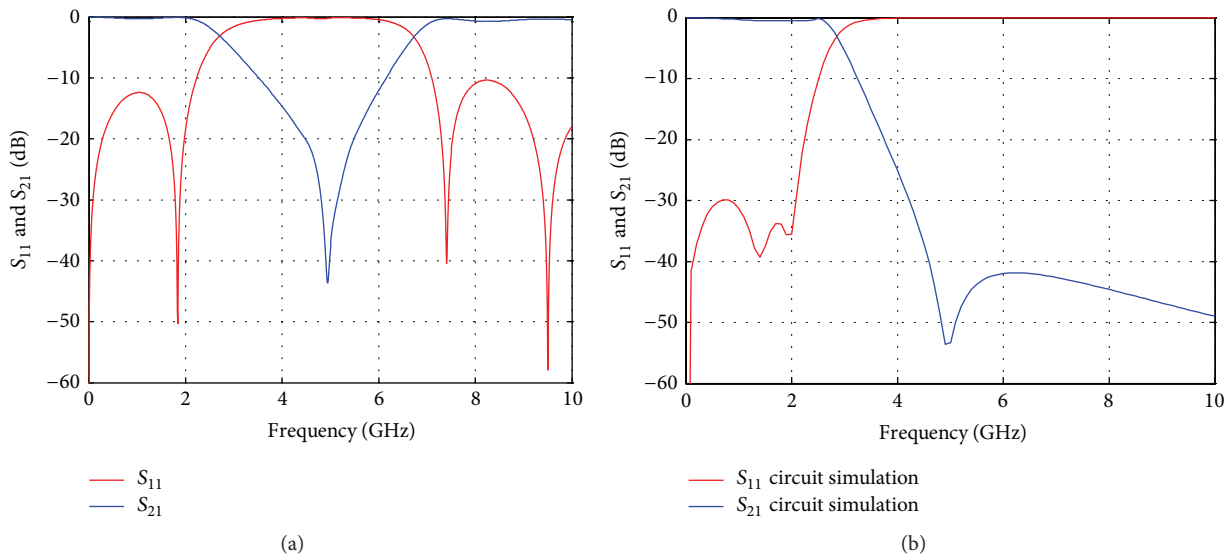 0
−10
−20
−30
−40
−50
−60
S11 and S21 (dB)
0 2 4 6 8 10
Frequency (GHz)
S11
S21
(a)
0
−10
−20
−30
−40
−50
−60
S11 and S21 (dB)
0 2 4 6 8 10
Frequency (GHz)
S11 circuit simulation
S21 circuit simulation
(b)